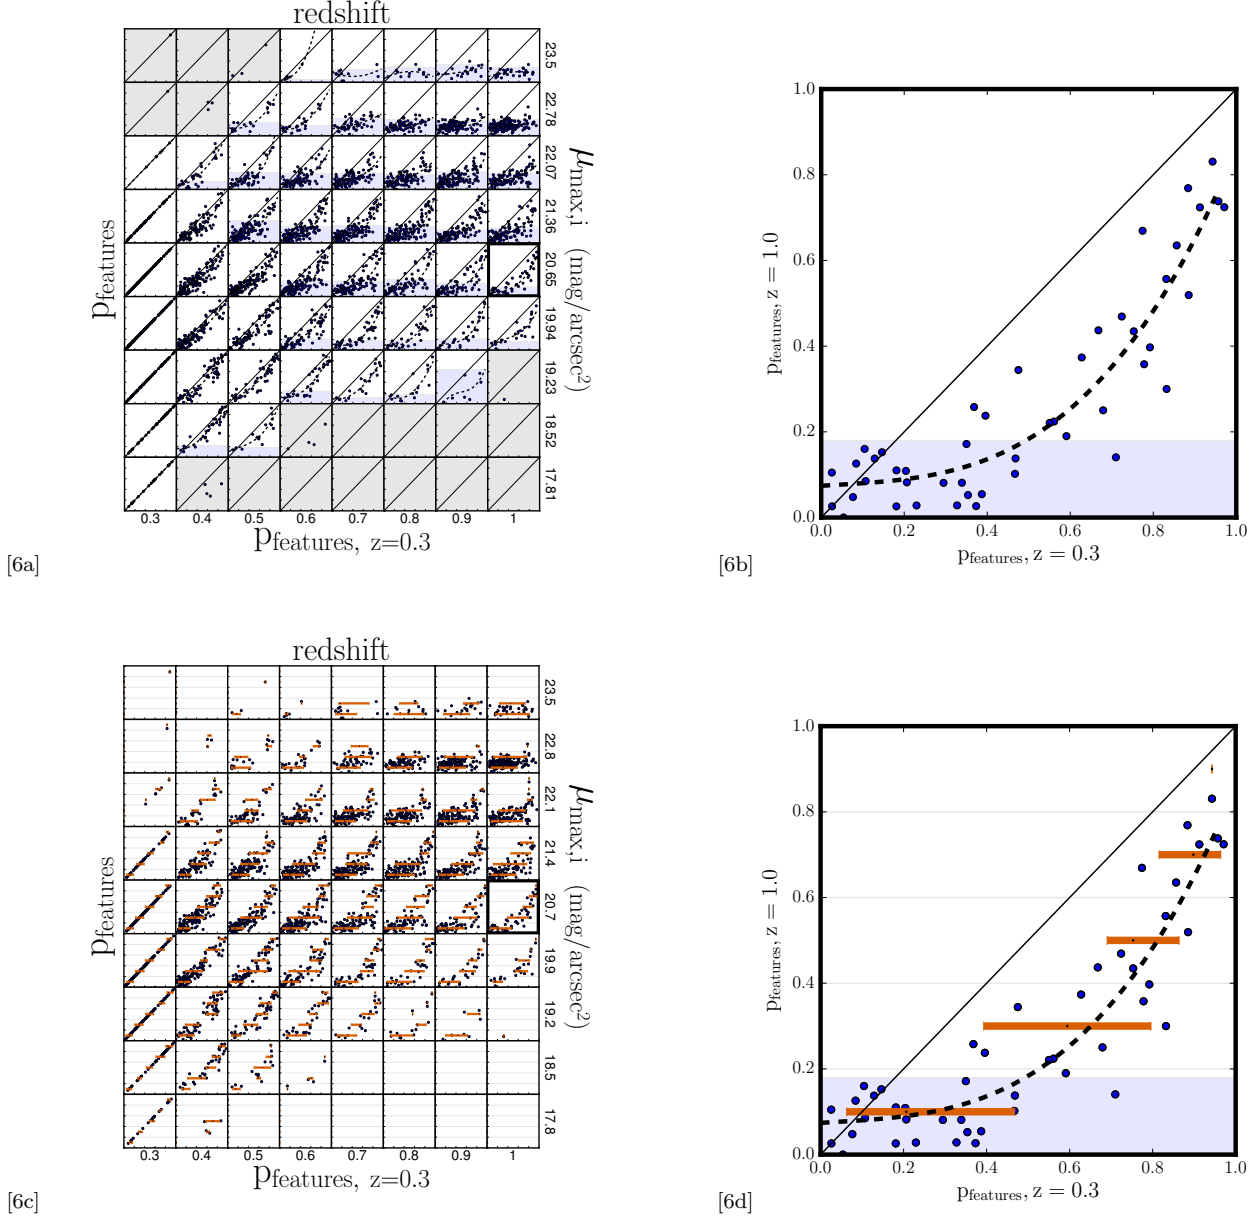 redshift
23.5
22.78
22.07
21.36
20.65
19.94
19.23
18.52
17.81
μmax,i (mag/arcsec²)
pfeatures
0.3 0.4 0.5 0.6 0.7 0.8 0.9 1
pfeatures, z=0.3
[6a]
1.0
0.8
0.6
0.4
0.2
0.0
pfeatures, z = 1.0
0.0 0.2 0.4 0.6 0.8 1.0
pfeatures, z = 0.3
[6b]
redshift
23.5
22.8
22.1
21.4
20.7
19.9
19.2
18.5
17.8
μmax,i (mag/arcsec²)
pfeatures
0.3 0.4 0.5 0.6 0.7 0.8 0.9 1
pfeatures, z=0.3
[6c]
1.0
0.8
0.6
0.4
0.2
0.0
pfeatures, z = 1.0
0.0 0.2 0.4 0.6 0.8 1.0
pfeatures, z = 0.3
[6d]